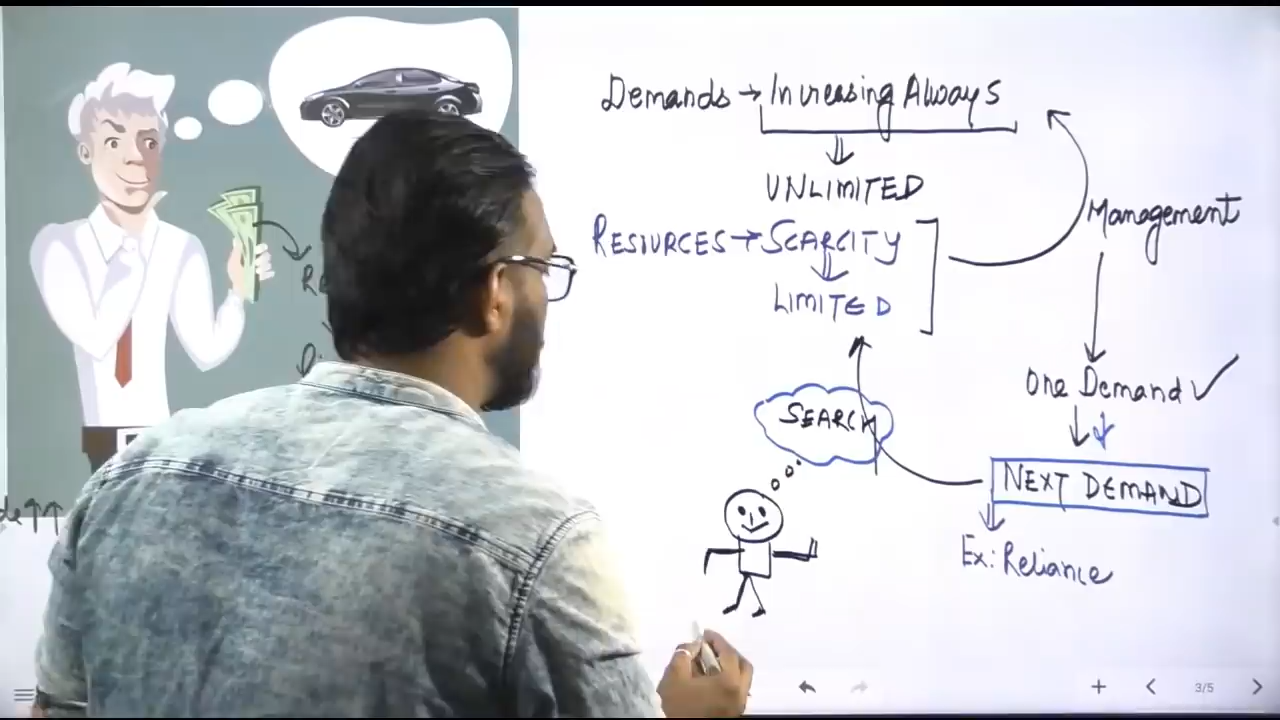 Demands → Increasing Always
UNLIMITED
RESOURCES → SCARCITY
LIMITED
Management
One Demand ✓
SEARCH
NEXT DEMAND
Ex: Reliance
3/5